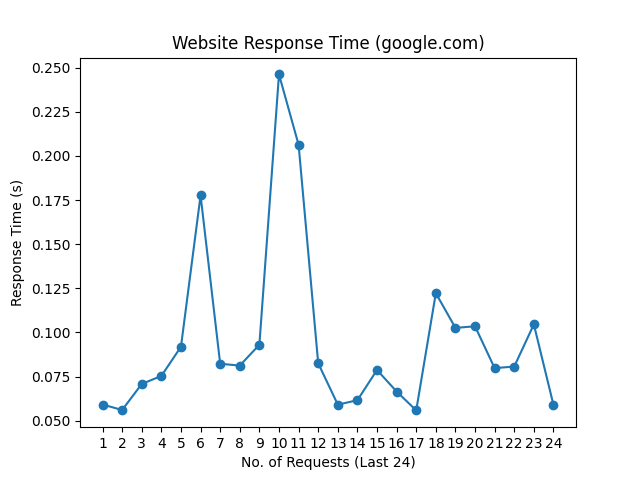 Website Response Time (google.com)
0.250
0.225
0.200
0.175
0.150
0.125
0.100
0.075
0.050
Response Time (s)
1 2 3 4 5 6 7 8 9 10 11 12 13 14 15 16 17 18 19 20 21 22 23 24
No. of Requests (Last 24)